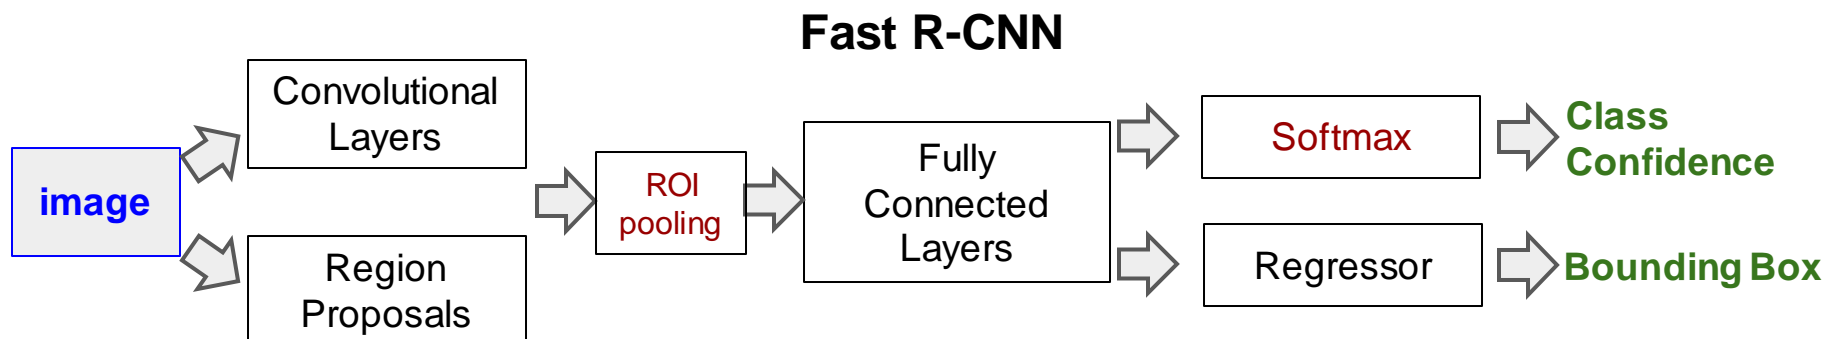 Fast R-CNN
image
Convolutional
Layers
Region
Proposals
ROI
pooling
Fully
Connected
Layers
Softmax
Class
Confidence
Regressor
Bounding Box